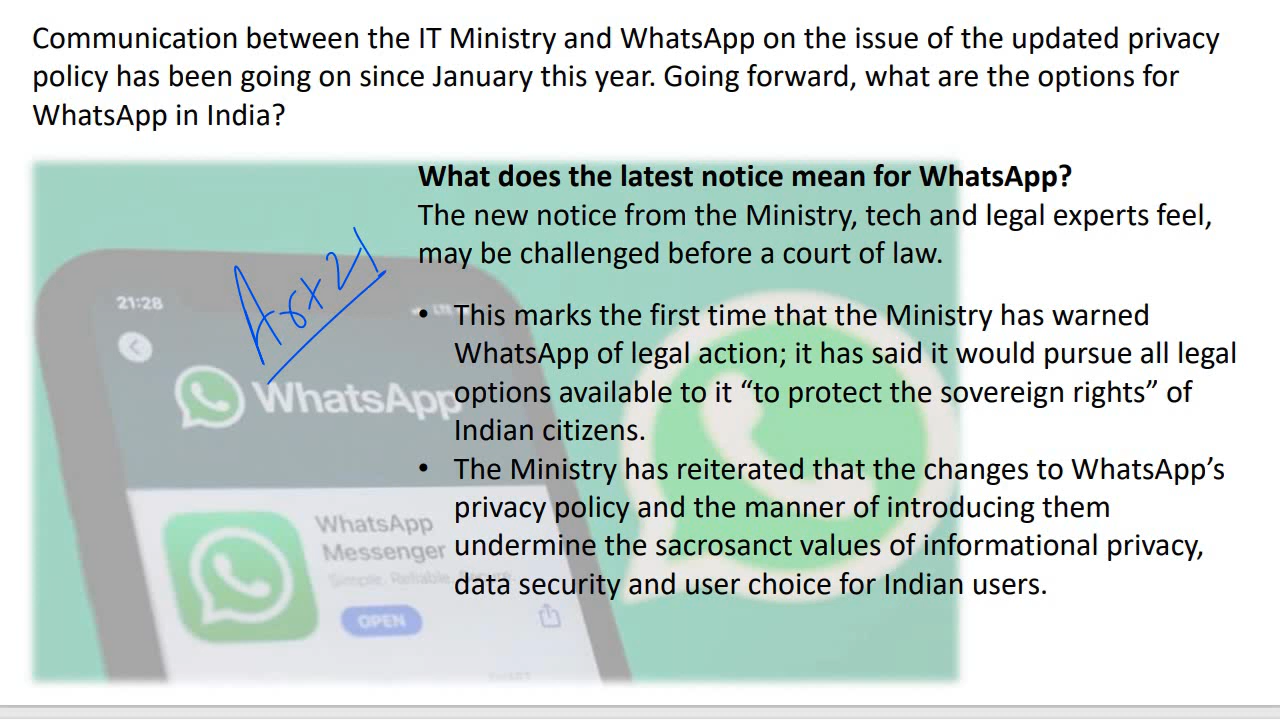 Communication between the IT Ministry and WhatsApp on the issue of the updated privacy
policy has been going on since January this year. Going forward, what are the options for
WhatsApp in India?
What does the latest notice mean for WhatsApp?
The new notice from the Ministry, tech and legal experts feel,
may be challenged before a court of law.
• This marks the first time that the Ministry has warned
WhatsApp of legal action; it has said it would pursue all legal
options available to it “to protect the sovereign rights” of
Indian citizens.
• The Ministry has reiterated that the changes to WhatsApp’s
privacy policy and the manner of introducing them
undermine the sacrosanct values of informational privacy,
data security and user choice for Indian users.
21:28
LTE
WhatsApp
WhatsApp
Messenger
Simple. Reliable. Secure.
OPEN